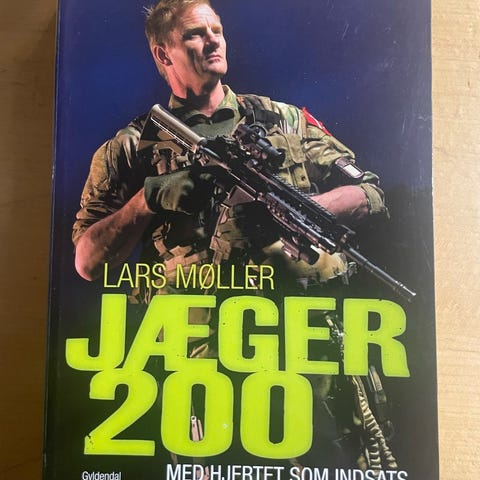 LARS MØLLER
JÆGER
200
MED HJERTET SOM INDSATS
Gyldendal